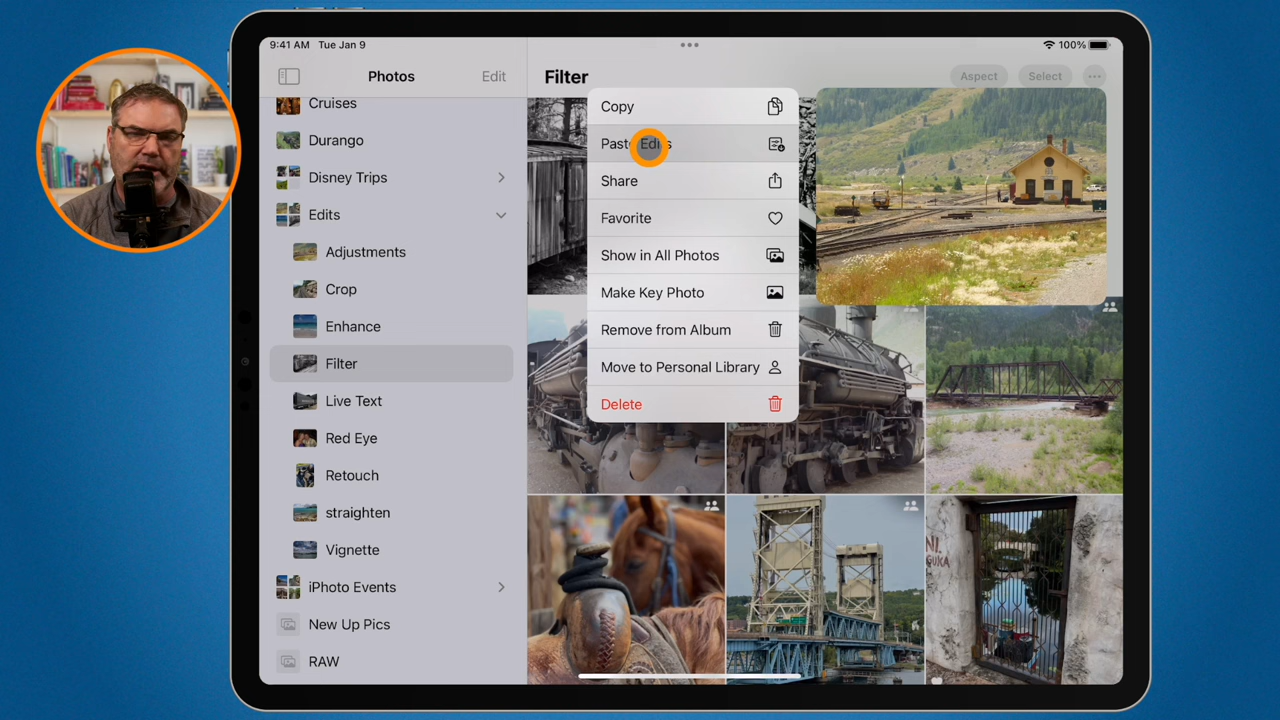 9:41 AM Tue Jan 9
100%
Photos
Edit
Filter
Aspect
Select
Cruises
Durango
Disney Trips
Edits
Adjustments
Crop
Enhance
Filter
Live Text
Red Eye
Retouch
straighten
Vignette
iPhoto Events
New Up Pics
RAW
Copy
Paste Edits
Share
Favorite
Show in All Photos
Make Key Photo
Remove from Album
Move to Personal Library
Delete